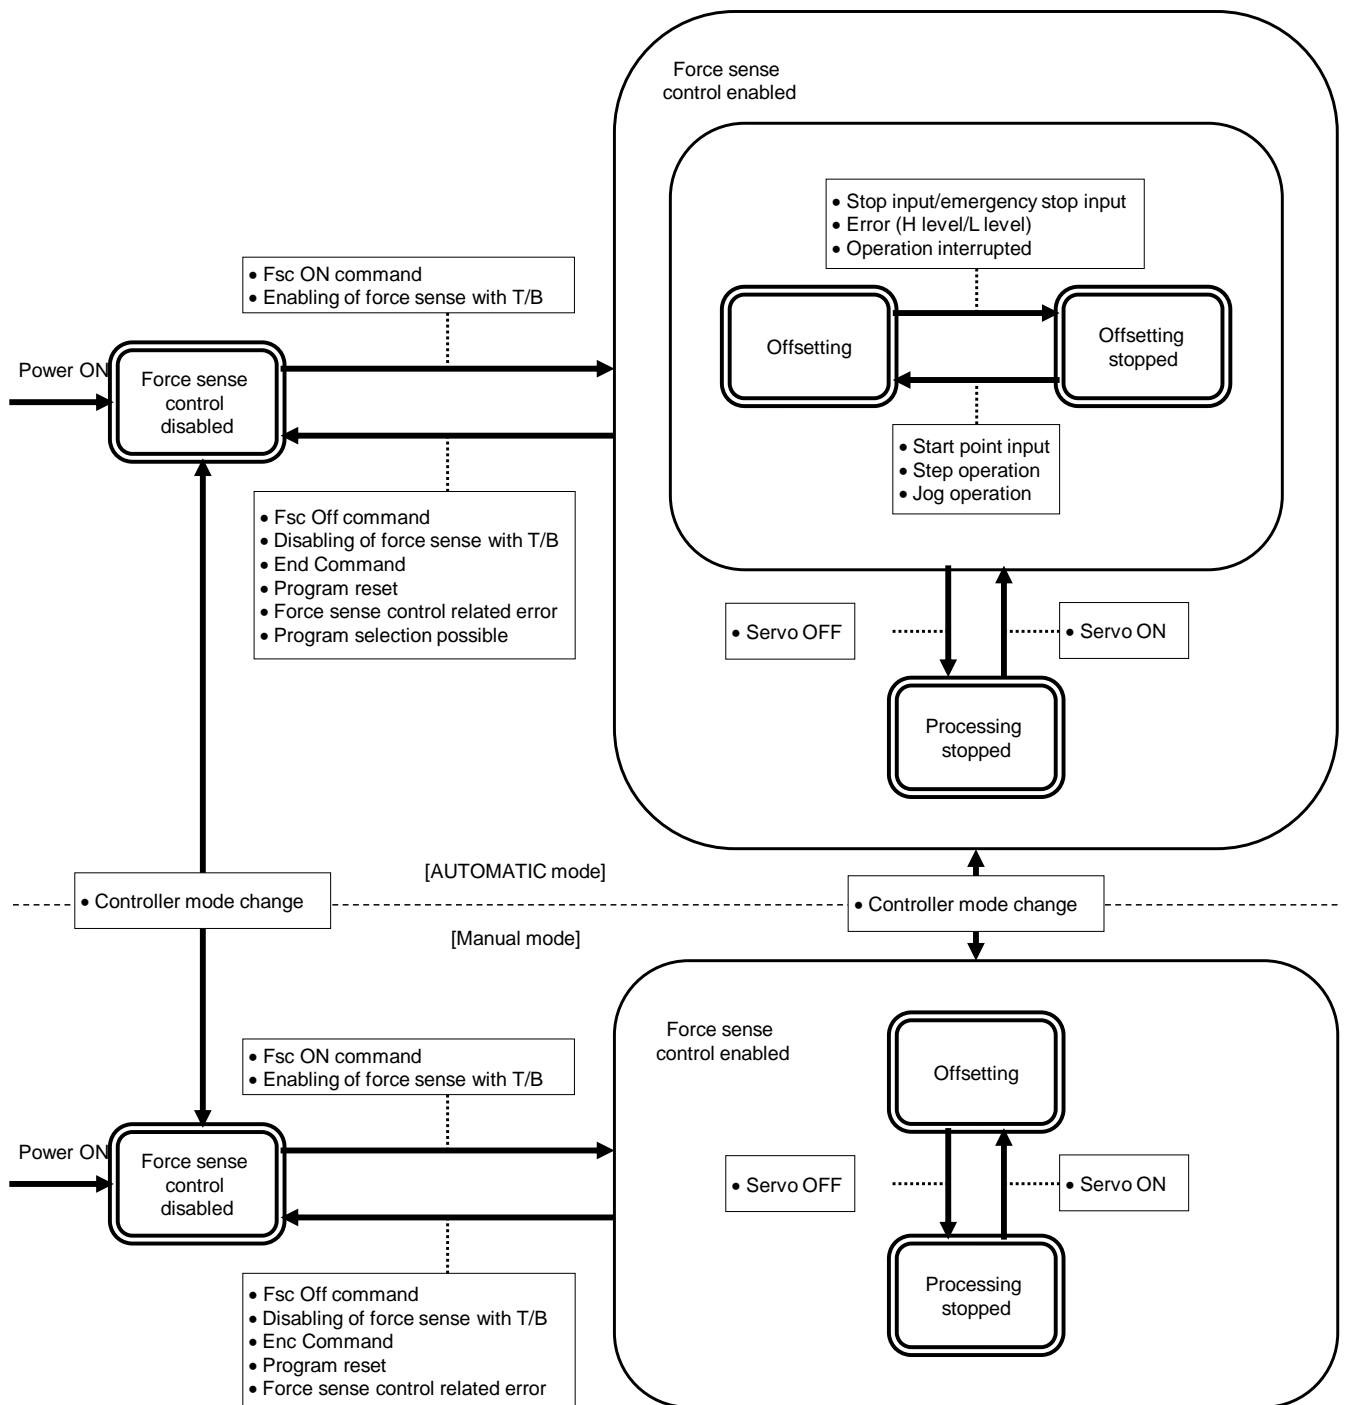 Force sense
control enabled
• Stop input/emergency stop input
• Error (H level/L level)
• Operation interrupted
• Fsc ON command
• Enabling of force sense with T/B
Offsetting
Offsetting
stopped
Power ON
Force sense
control
disabled
• Start point input
• Step operation
• Jog operation
• Fsc Off command
• Disabling of force sense with T/B
• End Command
• Program reset
• Force sense control related error
• Program selection possible
• Servo OFF
• Servo ON
Processing
stopped
[AUTOMATIC mode]
• Controller mode change
• Controller mode change
[Manual mode]
Force sense
control enabled
• Fsc ON command
• Enabling of force sense with T/B
Offsetting
Power ON
Force sense
control
disabled
• Servo OFF
• Servo ON
• Fsc Off command
• Disabling of force sense with T/B
• Enc Command
• Program reset
• Force sense control related error
Processing
stopped